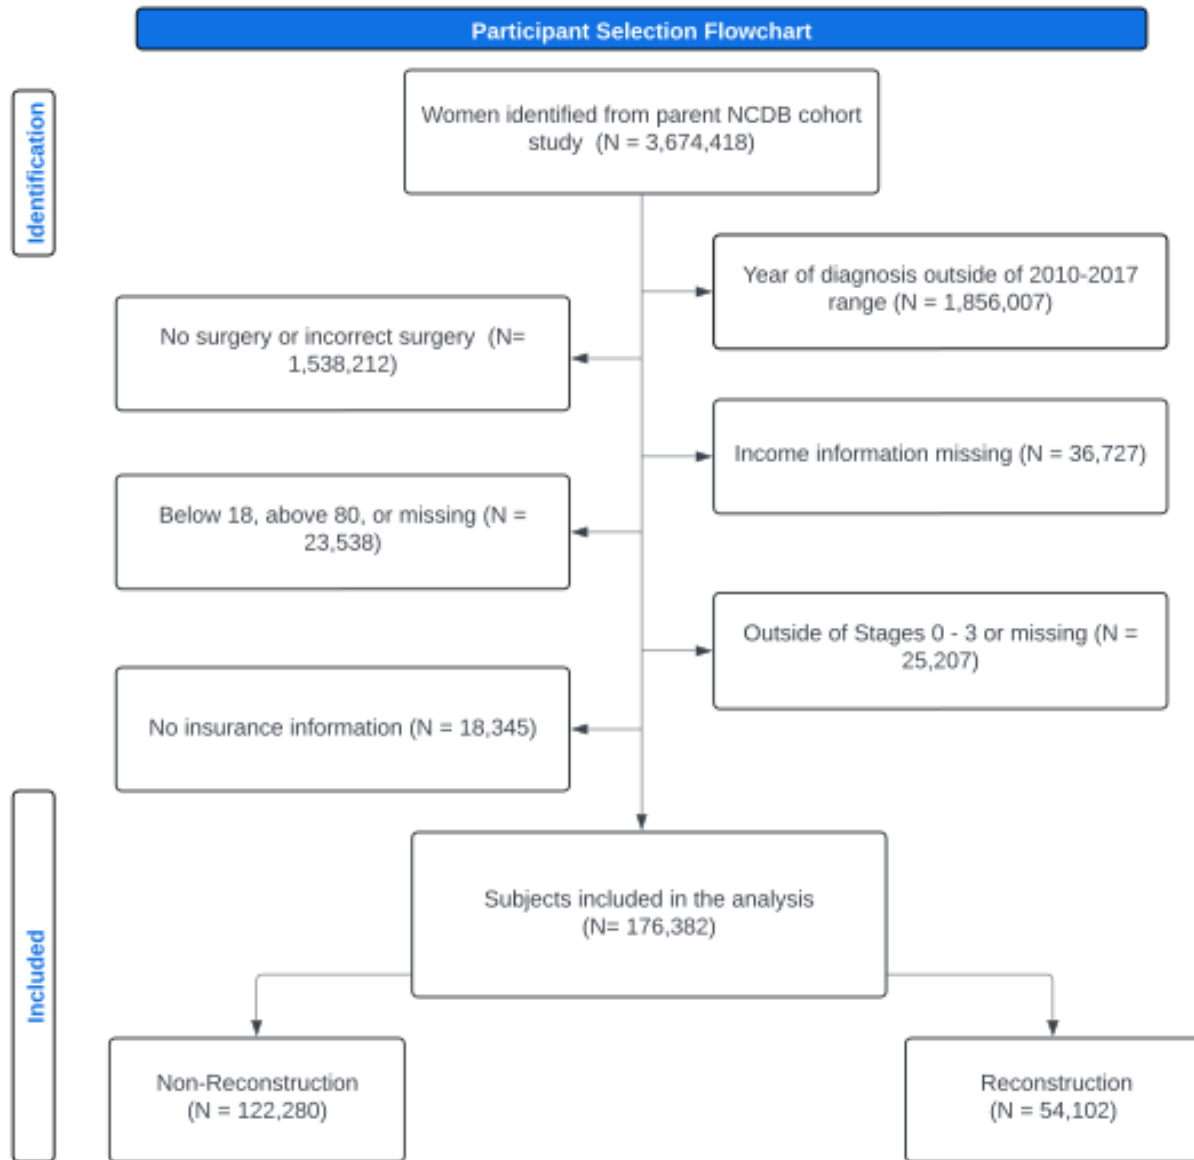 Participant Selection Flowchart
Identification
Women identified from parent NCDB cohort
study (N = 3,674,418)
Year of diagnosis outside of 2010-2017
range (N = 1,856,007)
No surgery or incorrect surgery (N=
1,538,212)
Income information missing (N = 36,727)
Below 18, above 80, or missing (N =
23,538)
Outside of Stages 0 - 3 or missing (N =
25,207)
No insurance information (N = 18,345)
Included
Subjects included in the analysis
(N= 176,382)
Non-Reconstruction
(N = 122,280)
Reconstruction
(N = 54,102)